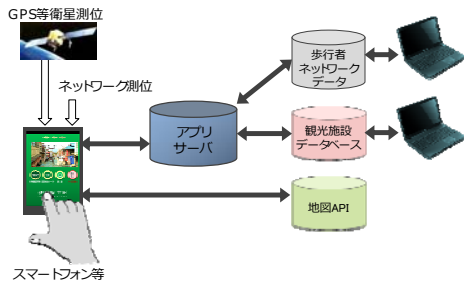 GPS等衛星測位
ネットワーク測位
アプリ
サーバ
歩行者
ネットワーク
データ
観光施設
データベース
地図API
スマートフォン等